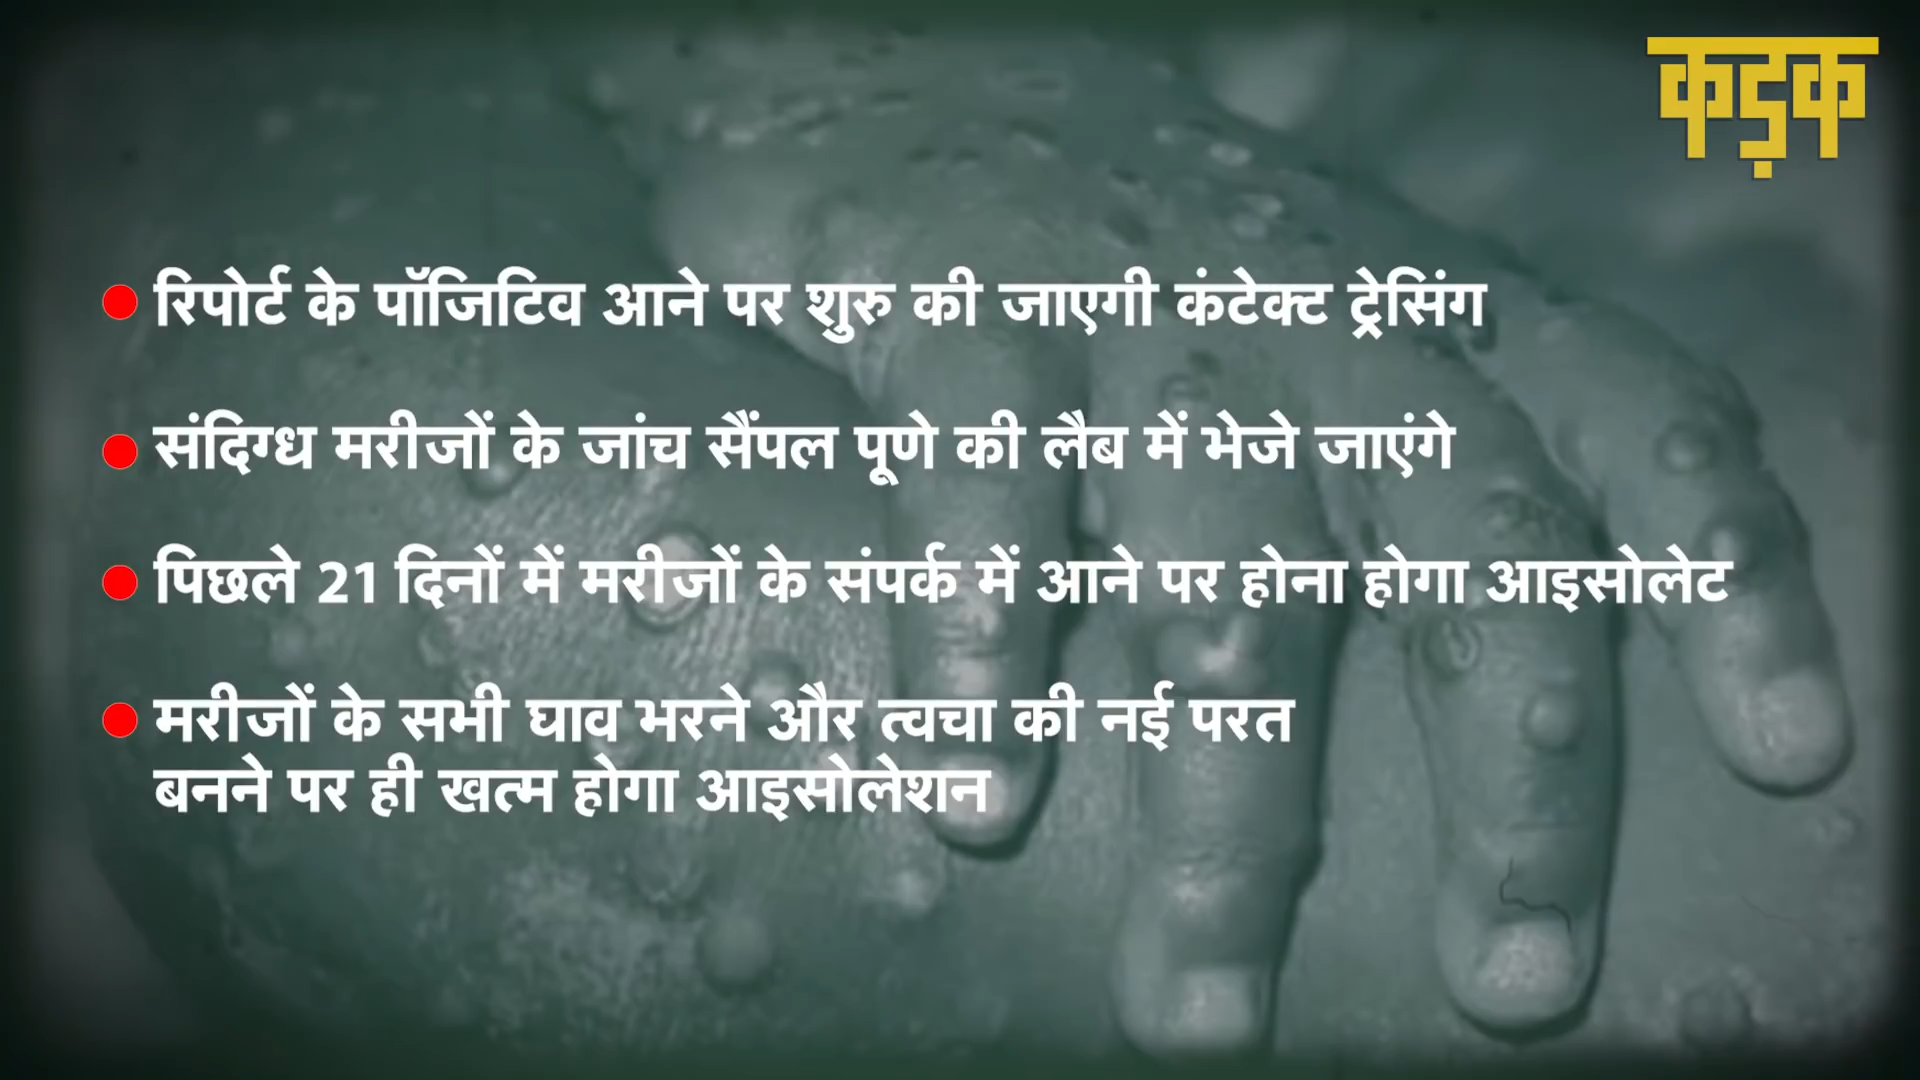 कड़क
रिपोर्ट के पॉजिटिव आने पर शुरु की जाएगी कंटेक्ट ट्रेसिंग
संदिग्ध मरीजों के जांच सैंपल पूणे की लैब में भेजे जाएंगे
पिछले 21 दिनों में मरीजों के संपर्क में आने पर होना होगा आइसोलेट
मरीजों के सभी घाव भरने और त्वचा की नई परत
बनने पर ही खत्म होगा आइसोलेशन